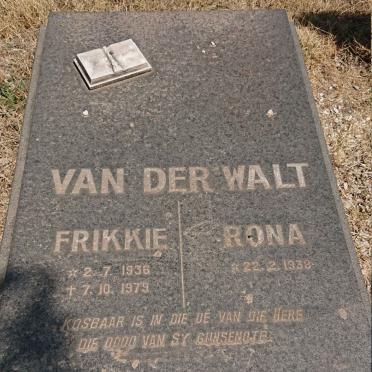 VAN DER WALT
FRIKKIE RONA
* 2.7.1936 * 22.2.1938
† 7.10.1979
KOSBAAR IS IN DIE OË VAN DIE HERE
DIE DOOD VAN SY GUNSGENOTE